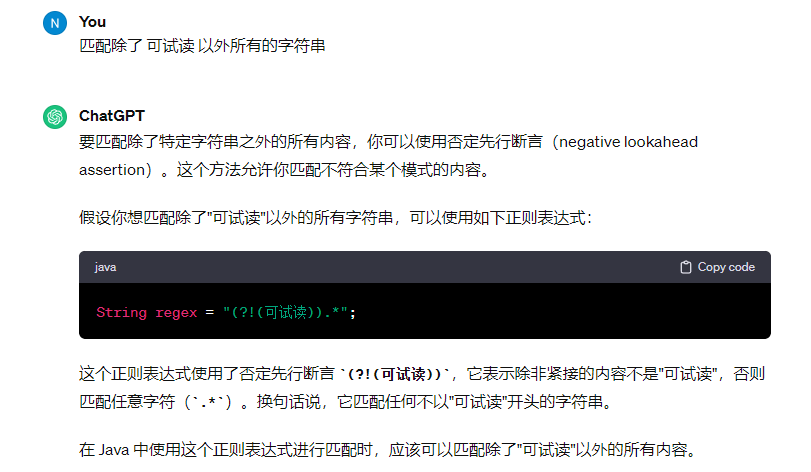 N You
匹配除了 可试读 以外所有的字符串
ChatGPT
要匹配除了特定字符串之外的所有内容，你可以使用否定先行断言（negative lookahead
assertion）。这个方法允许你匹配不符合某个模式的内容。
假设你想匹配除了"可试读"以外的所有字符串，可以使用如下正则表达式：
java Copy code
String regex = "(?!(可试读)).*";
这个正则表达式使用了否定先行断言 `(?!(可试读))`，它表示除非紧接的内容不是"可试读"，否则
匹配任意字符（`.*`）。换句话说，它匹配任何不以"可试读"开头的字符串。
在 Java 中使用这个正则表达式进行匹配时，应该可以匹配除了"可试读"以外的所有内容。